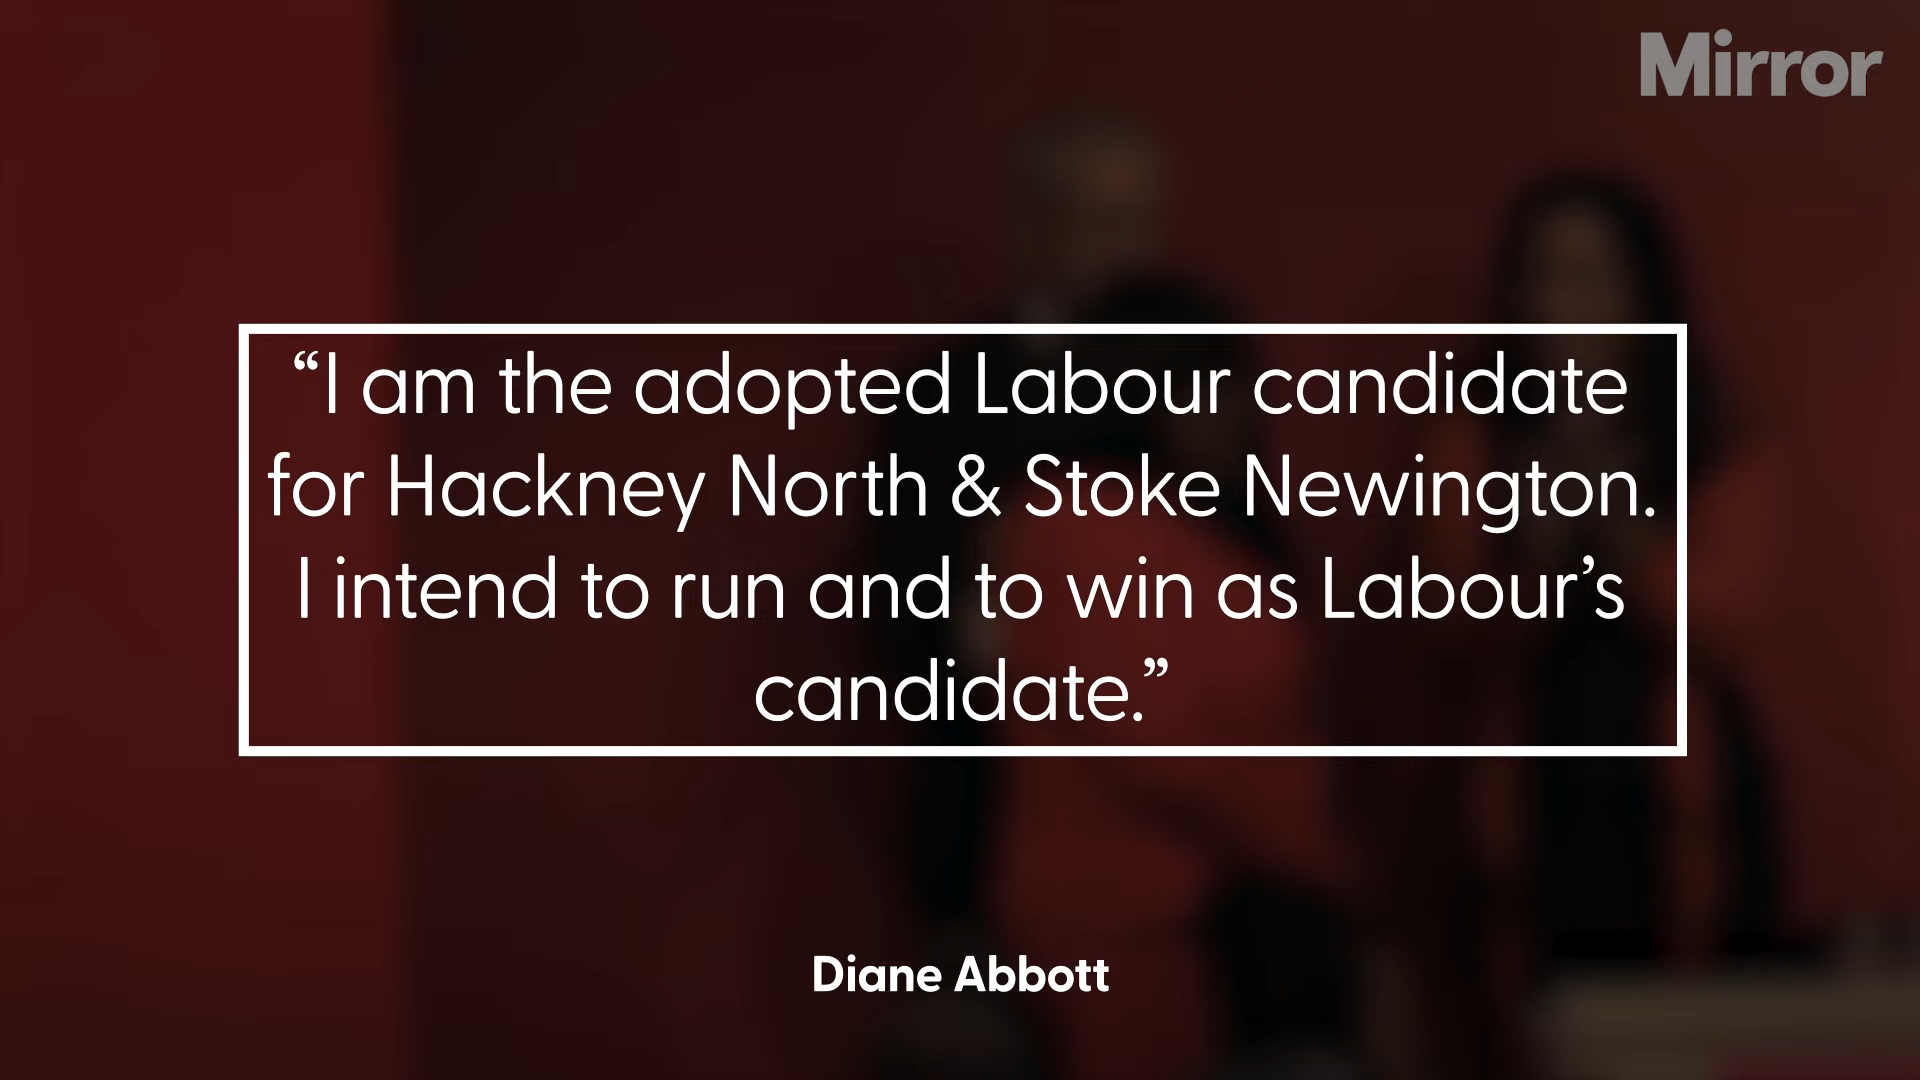 Mirror
“I am the adopted Labour candidate
for Hackney North & Stoke Newington.
I intend to run and to win as Labour’s
candidate.”
Diane Abbott